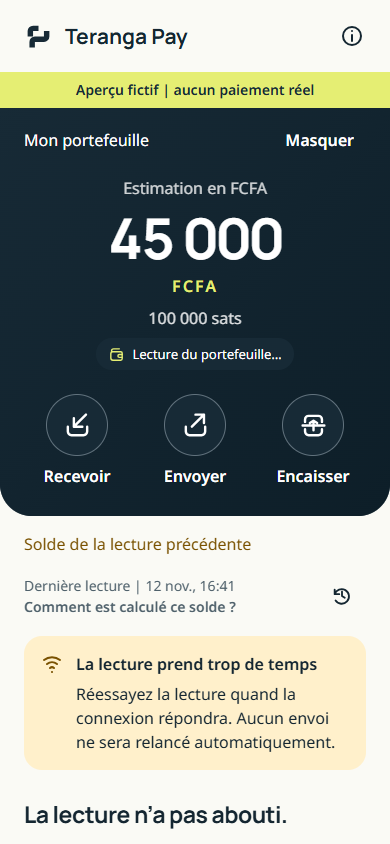 Teranga Pay
Aperçu fictif | aucun paiement réel
Mon portefeuille
Masquer
Estimation en FCFA
45 000
FCFA
100 000 sats
Lecture du portefeuille...
Recevoir
Envoyer
Encaisser
Solde de la lecture précédente
Dernière lecture | 12 nov., 16:41
Comment est calculé ce solde ?
La lecture prend trop de temps
Réessayez la lecture quand la
connexion répondra. Aucun envoi
ne sera relancé automatiquement.
La lecture n’a pas abouti.